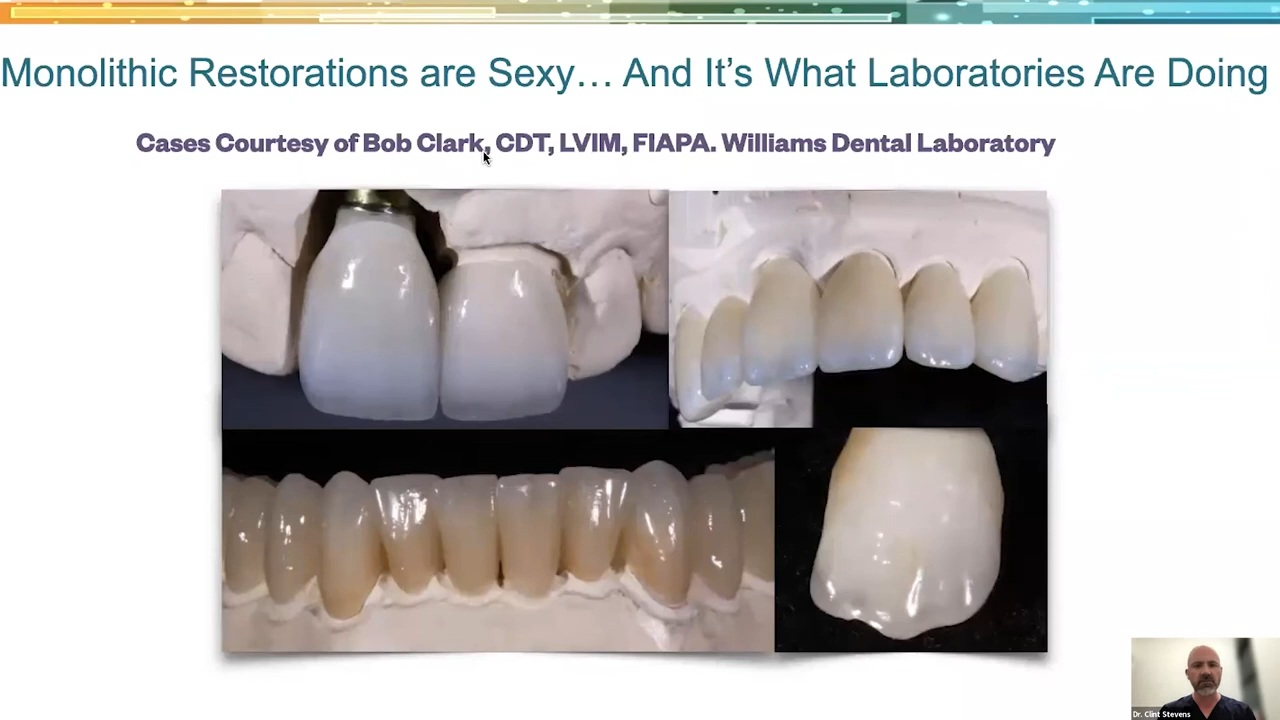 Monolithic Restorations are Sexy… And It's What Laboratories Are Doing
Cases Courtesy of Bob Clark, CDT, LVIM, FIAPA. Williams Dental Laboratory
Dr. Clint Stevens